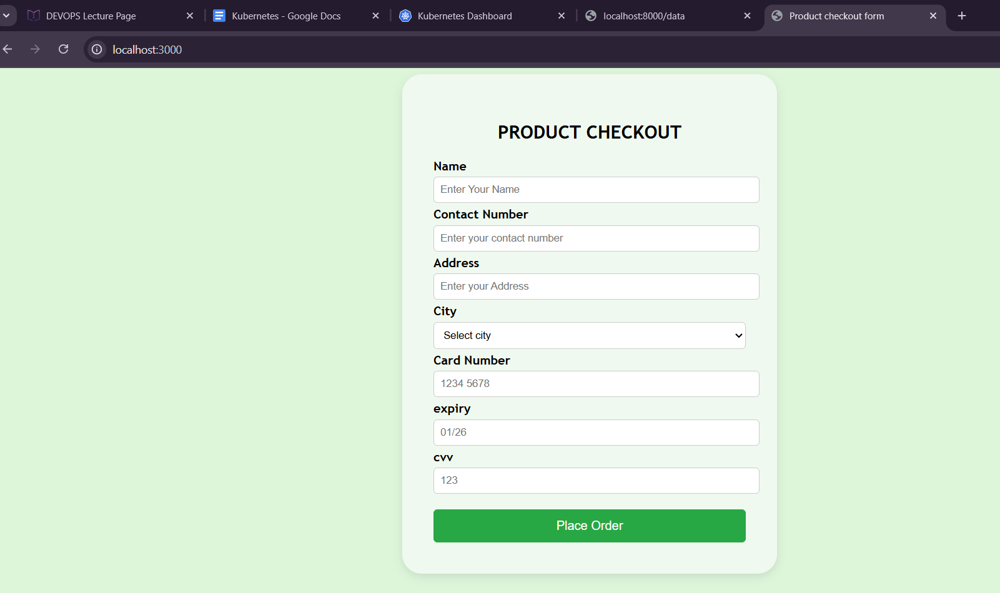 DEVOPS Lecture Page
Kubernetes - Google Docs
Kubernetes Dashboard
localhost:8000/data
Product checkout form
localhost:3000
PRODUCT CHECKOUT
Name
Enter Your Name
Contact Number
Enter your contact number
Address
Enter your Address
City
Select city
Card Number
1234 5678
expiry
01/26
cvv
123
Place Order